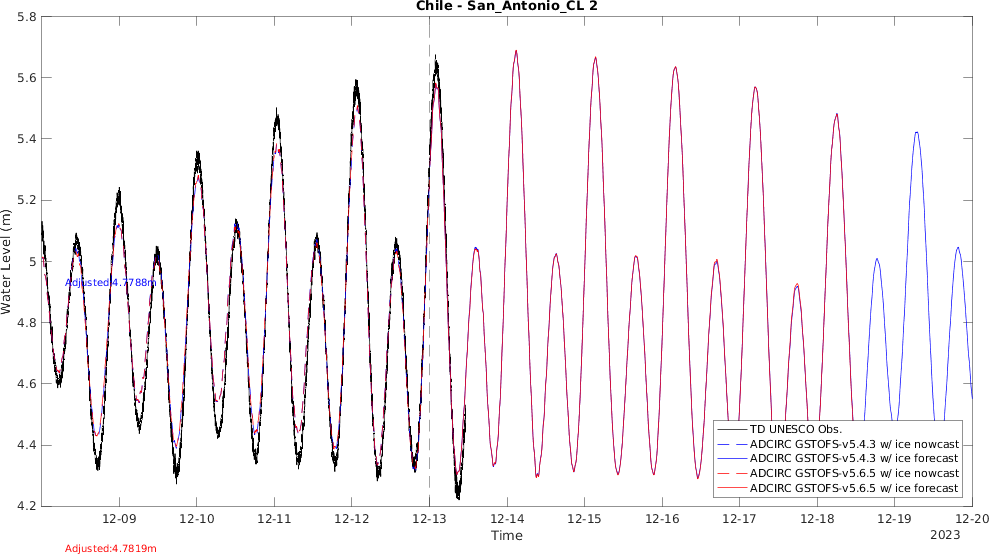 Chile - San_Antonio_CL 2
5.8
5.6
5.4
5.2
5
4.8
4.6
4.4
4.2
Water Level (m)
Adjusted:4.7788m
TD UNESCO Obs.
ADCIRC GSTOFS-v5.4.3 w/ ice nowcast
ADCIRC GSTOFS-v5.4.3 w/ ice forecast
ADCIRC GSTOFS-v5.6.5 w/ ice nowcast
ADCIRC GSTOFS-v5.6.5 w/ ice forecast
12-09 12-10 12-11 12-12 12-13 12-14 12-15 12-16 12-17 12-18 12-19 12-20
Time
2023
Adjusted:4.7819m